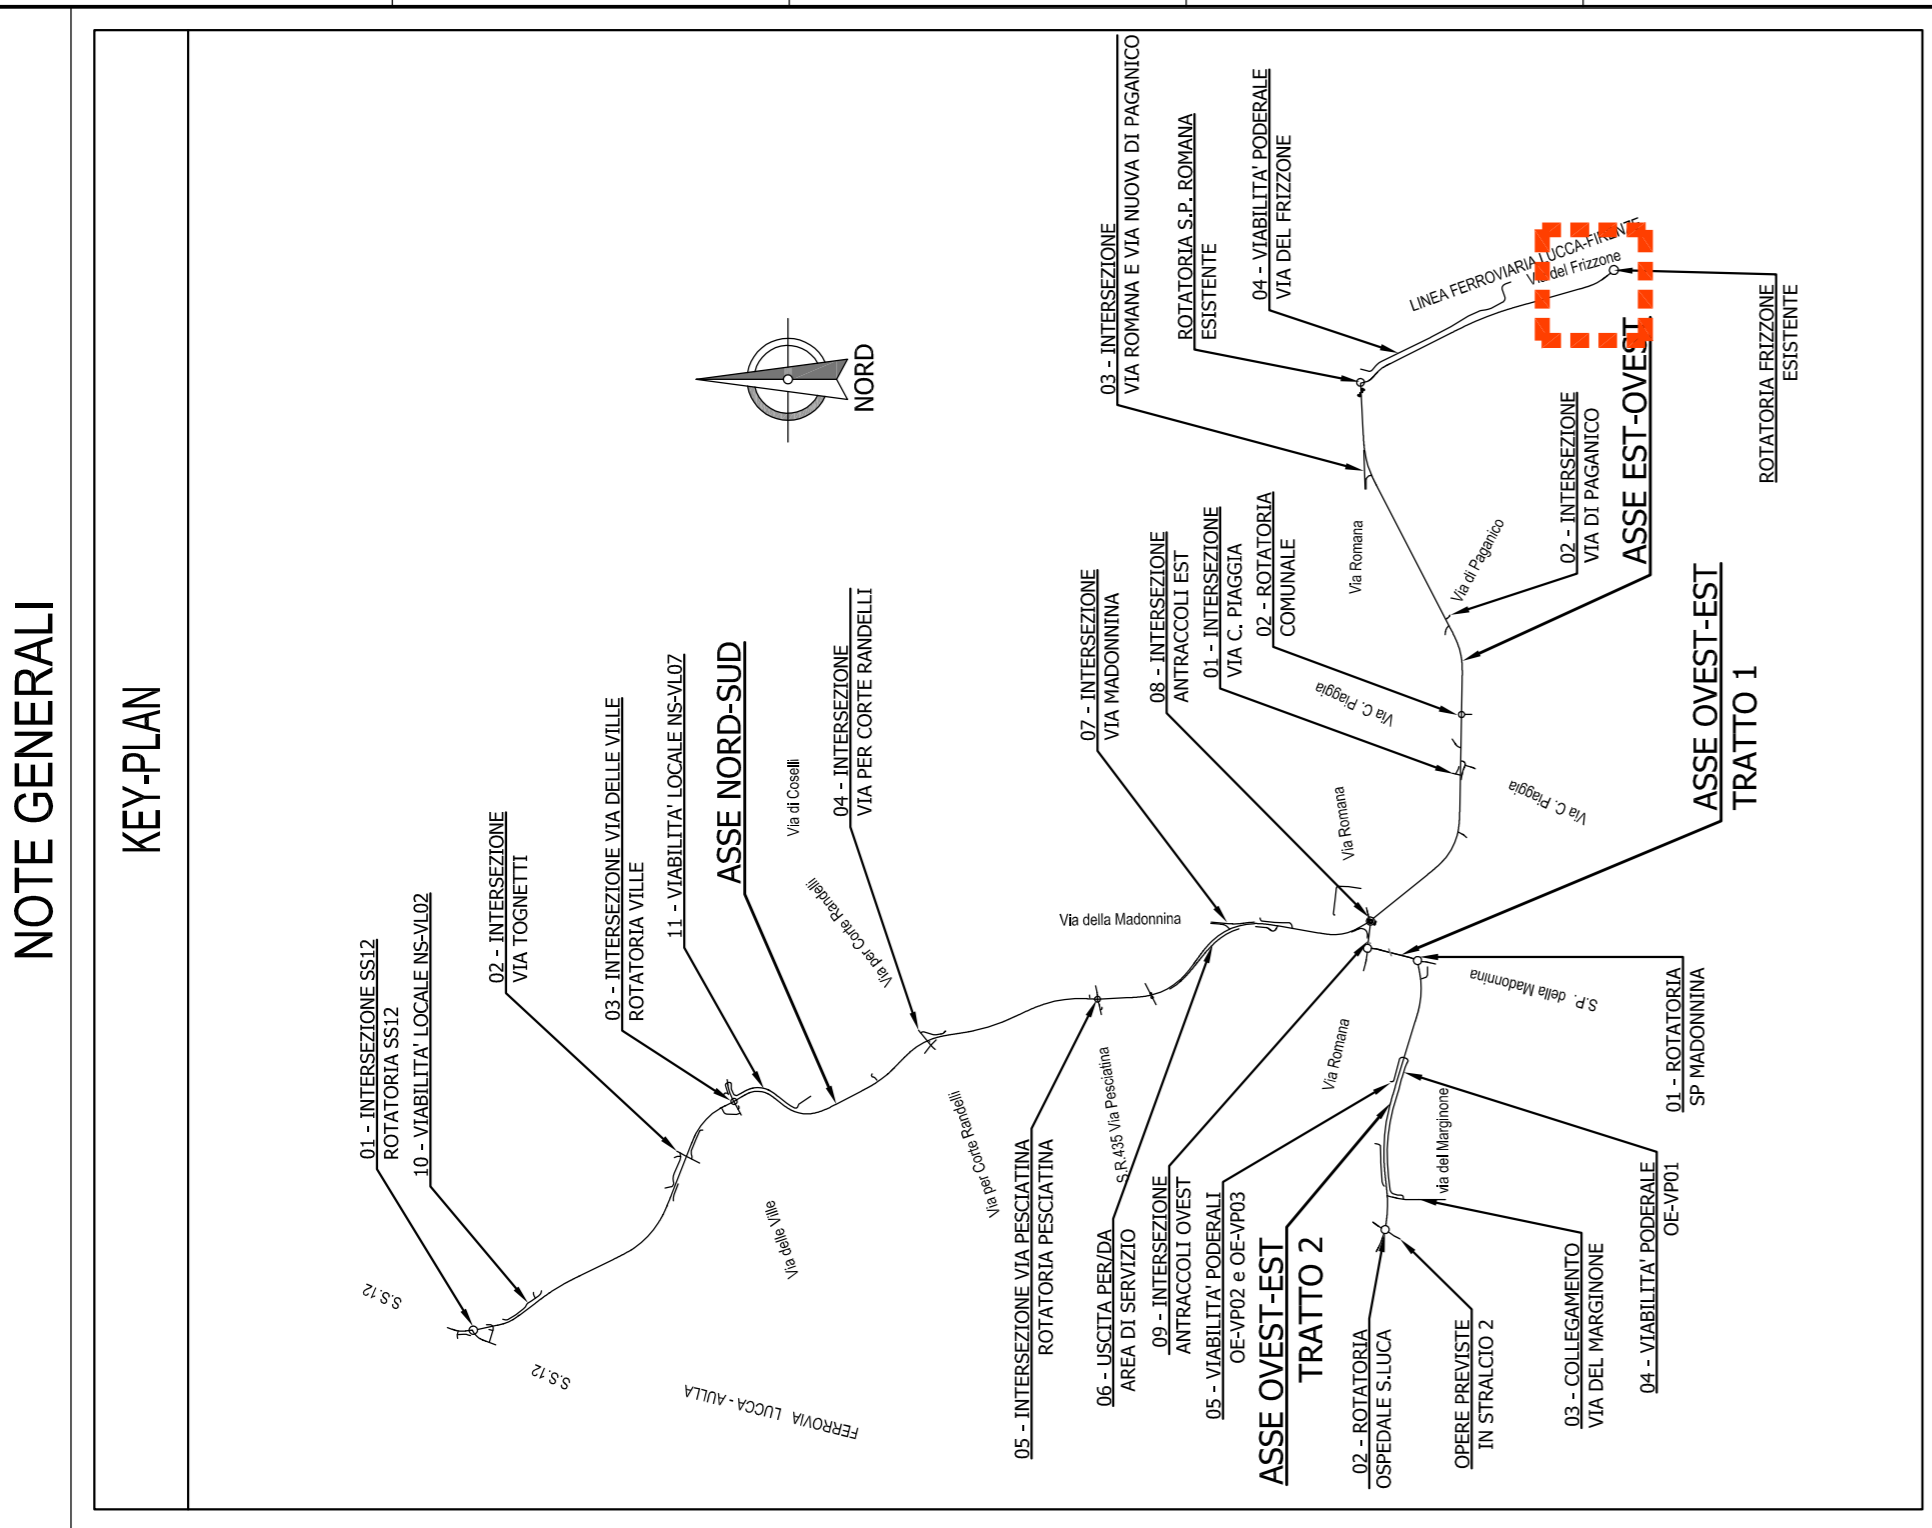 NOTE GENERALI
KEY-PLAN
01 - INTERSEZIONE SS12
ROTATORIA SS12
10 - VIABILITA' LOCALE NS-VL02
02 - INTERSEZIONE
VIA TOGNETTI
03 - INTERSEZIONE VIA DELLE VILLE
ROTATORIA VILLE
11 - VIABILITA' LOCALE NS-VL07
ASSE NORD-SUD
Via di Coselli
04 - INTERSEZIONE
VIA PER CORTE RANDELLI
Via per Corte Randelli
NORD
S.S.12
S.S.12
FERROVIA LUCCA - AULLA
Via delle Ville
Via per Corte Randelli
05 - INTERSEZIONE VIA PESCIATINA
ROTATORIA PESCIATINA
S.R.435 Via Pesciatina
06 - USCITA PER/DA
AREA DI SERVIZIO
09 - INTERSEZIONE
ANTRACCOLI OVEST
05 - VIABILITA' PODERALI
OE-VP02 e OE-VP03
ASSE OVEST-EST
TRATTO 2
02 - ROTATORIA
OSPEDALE S.LUCA
OPERE PREVISTE
IN STRALCIO 2
03 - COLLEGAMENTO
VIA DEL MARGINONE
04 - VIABILITA' PODERALE
OE-VP01
via del Marginone
Via Romana
01 - ROTATORIA
SP MADONNINA
S.P. della Madonnina
Via della Madonnina
07 - INTERSEZIONE
VIA MADONNINA
08 - INTERSEZIONE
ANTRACCOLI EST
01 - INTERSEZIONE
VIA C. PIAGGIA
02 - ROTATORIA
COMUNALE
Via Romana
Via C. Piaggia
Via C. Piaggia
ASSE OVEST-EST
TRATTO 1
Via Romana
Via di Paganico
02 - INTERSEZIONE
VIA DI PAGANICO
ASSE EST-OVEST
03 - INTERSEZIONE
VIA ROMANA E VIA NUOVA DI PAGANICO
ROTATORIA S.P. ROMANA
ESISTENTE
04 - VIABILITA' PODERALE
VIA DEL FRIZZONE
LINEA FERROVIARIA LUCCA-FIRENZE
Via del Frizzone
ROTATORIA FRIZZONE
ESISTENTE